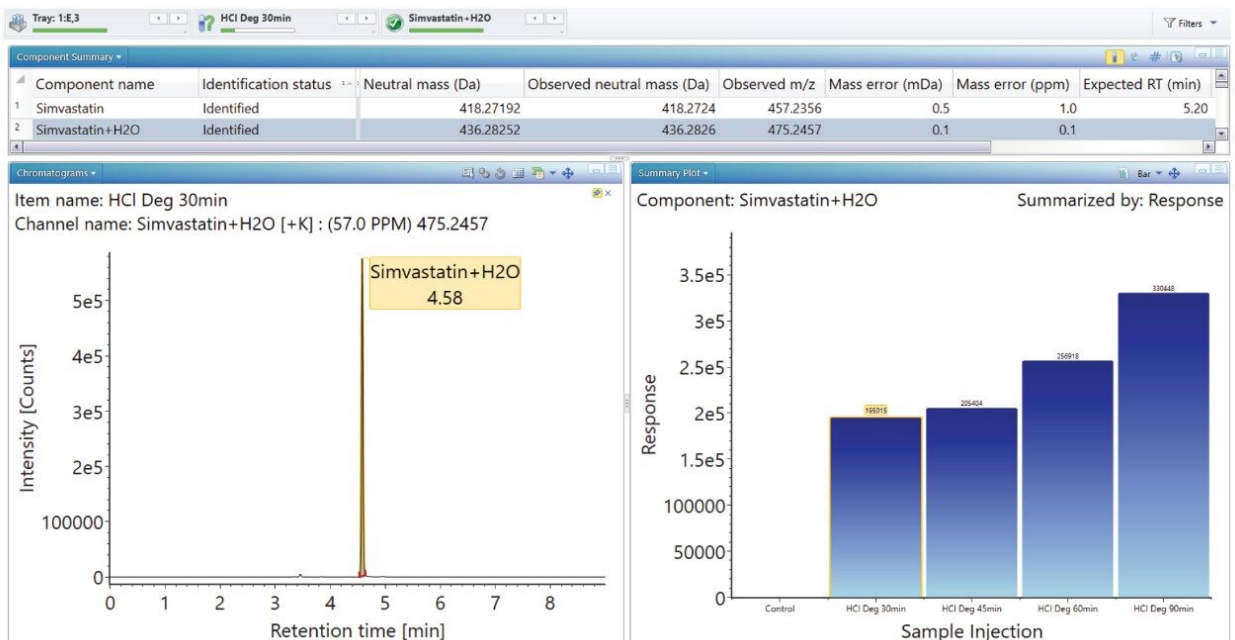 Tray: 1:E,3
HCl Deg 30min
Simvastatin+H2O
Filters
Component Summary
Component name Identification status 1 Neutral mass (Da) Observed neutral mass (Da) Observed m/z Mass error (mDa) Mass error (ppm) Expected RT (min)
1 Simvastatin Identified 418.27192 418.2724 457.2356 0.5 1.0 5.20
2 Simvastatin+H2O Identified 436.28252 436.2826 475.2457 0.1 0.1
Chromatograms
Item name: HCl Deg 30min
Channel name: Simvastatin+H2O [+K] : (57.0 PPM) 475.2457
Simvastatin+H2O
4.58
5e5
4e5
3e5
2e5
100000
0
Intensity [Counts]
0 1 2 3 4 5 6 7 8
Retention time [min]
Summary Plot
Bar
Component: Simvastatin+H2O Summarized by: Response
3.5e5
3e5
2.5e5
2e5
1.5e5
100000
50000
0
Response
195015
205404
256918
330448
Control HCl Deg 30min HCl Deg 45min HCl Deg 60min HCl Deg 90min
Sample Injection